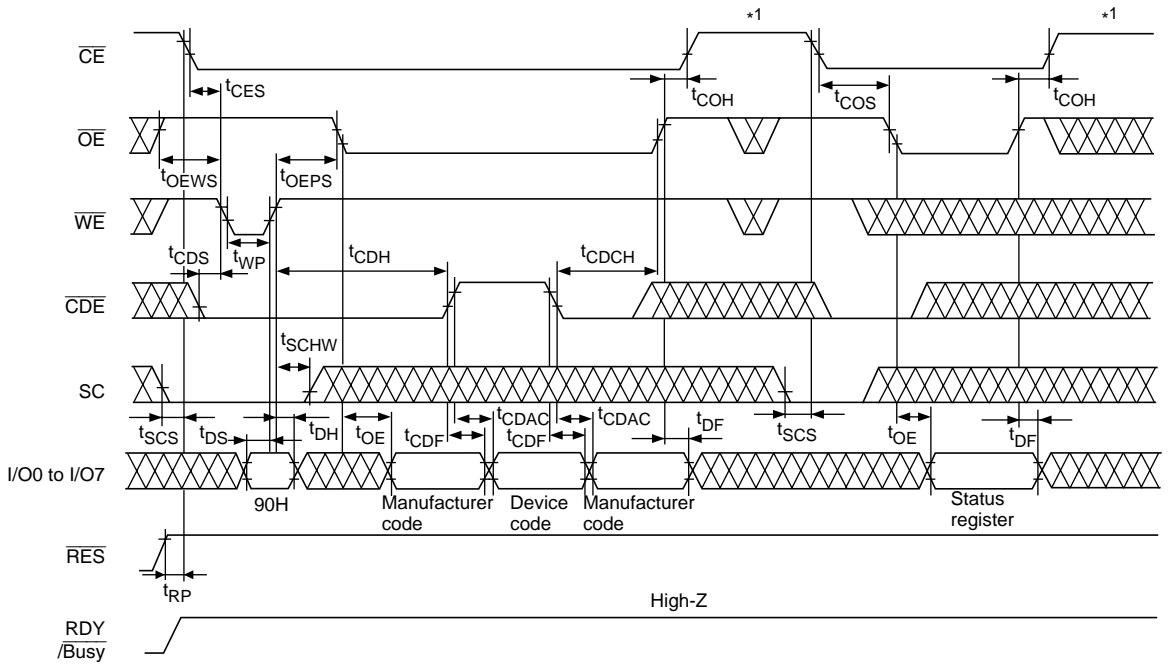 *1 *1
CE
tCES tCOH tCOS tCOH
OE
tOEWS tOEPS
WE
tCDS tWP tCDH tCDCH
CDE
tSCHW
SC
tSCS tDS tDH tOE tCDAC tCDF tCDAC tCDF tDF tSCS tOE tDF
I/O0 to I/O7
90H
Manufacturer
code
Device
code
Manufacturer
code
Status
register
RES
tRP
High-Z
RDY
/Busy